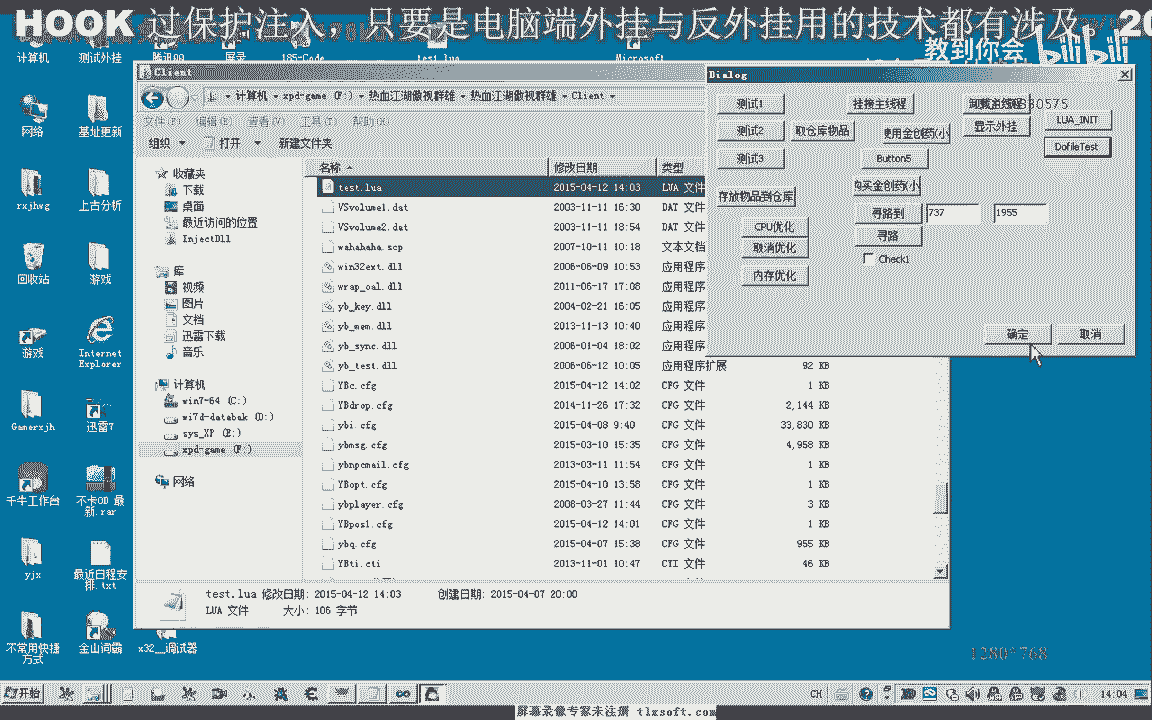 HOOK 过保护注入，只要是电脑端外挂与反外挂用的技术都有涉及，20
教到你会 bilibili
计算机
测试外挂
腾讯QQ
185-Code
test.lua
Microsoft
网络
基址更新
rxjhwg
上古分析
回收站
游戏
游戏
Internet Explorer
Gamerxjh
迅雷7
千牛工作台
不卡OD 最新.rar
yjx
最近日程安排.txt
不常用快捷方式
金山词霸
x32__调试器
Client
计算机 xpd-game (F:) 热血江湖傲视群雄 热血江湖傲视群雄 Client
文件(F) 编辑(E) 查看(V) 工具(T) 帮助(H)
组织 打开 新建文件夹
收藏夹
下载
桌面
最近访问的位置
InjectDll
库
视频
图片
文档
迅雷下载
音乐
计算机
win7-64 (C:)
wi7d-databak (D:)
sys_XP (E:)
xpd-game (F:)
网络
名称 修改日期 类型
test.lua 2015-04-12 14:03 LUA 文件
VSvolume1.dat 2003-11-11 16:30 DAT 文件
VSvolume2.dat 2003-11-11 18:54 DAT 文件
wahahaha.scp 2007-10-11 10:18 文本文档
win32ext.dll 2006-06-09 10:53 应用程序
wrap_oal.dll 2011-06-17 17:08 应用程序
yb_key.dll 2004-02-21 16:05 应用程序
yb_mem.dll 2013-11-13 10:40 应用程序
yb_sync.dll 2006-01-04 18:02 应用程序
yb_test.dll 2006-06-12 10:05 应用程序扩展 92 KB
YBc.cfg 2015-04-12 14:02 CFG 文件 1 KB
YBdrop.cfg 2014-11-26 17:32 CFG 文件 2,144 KB
ybi.cfg 2015-04-08 9:40 CFG 文件 33,830 KB
ybmsg.cfg 2015-03-10 15:35 CFG 文件 4,958 KB
ybnpcmail.cfg 2013-03-11 11:54 CFG 文件 1 KB
YBopt.cfg 2015-04-10 13:58 CFG 文件 1 KB
ybplayer.cfg 2008-03-27 11:44 CFG 文件 3 KB
YBpos1.cfg 2015-04-12 14:01 CFG 文件 1 KB
ybq.cfg 2015-04-07 15:38 CFG 文件 955 KB
YBti.cti 2013-11-01 10:47 CTI 文件 46 KB
test.lua 修改日期: 2015-04-12 14:03 创建日期: 2015-04-07 20:00
LUA 文件 大小: 106 字节
Dialog
测试1 挂接主线程 卸载主线程 330575
LUA_INIT
测试2 取仓库物品 使用金创药(小 显示外挂
DofileTest
测试3 Button5
存放物品到仓库 购买金创药(小
寻路到 737 1955
CPU优化
寻路
取消优化
Check1
内存优化
确定 取消
1280*768
开始 CH 14:04
屏幕录像专家未注册 tlxsoft.com